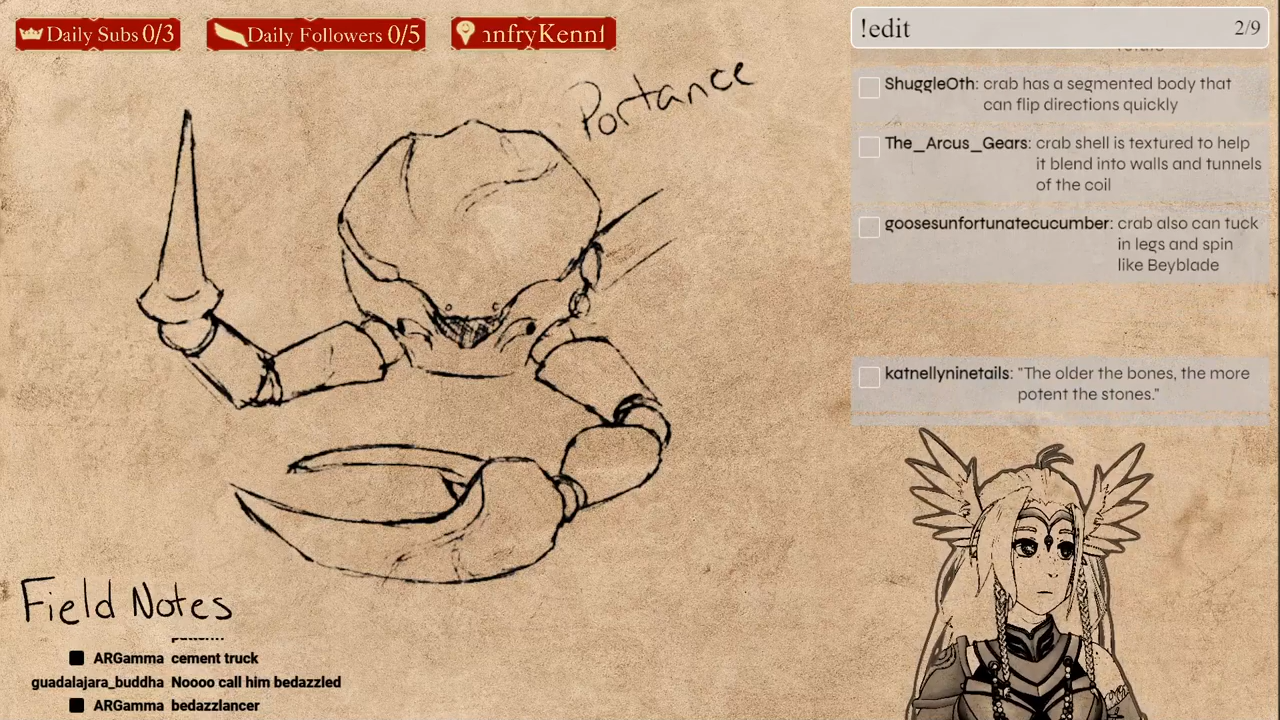 Daily Subs 0/3
Daily Followers 0/5
nfryKenn
!edit
2/9
Portance
ShuggleOth: crab has a segmented body that
can flip directions quickly
The_Arcus_Gears: crab shell is textured to help
it blend into walls and tunnels
of the coil
goosesunfortunatecucumber: crab also can tuck
in legs and spin
like Beyblade
katnellyninetails: "The older the bones, the more
potent the stones."
Field Notes
ARGamma cement truck
guadalajara_buddha Noooo call him bedazzled
ARGamma bedazzlancer